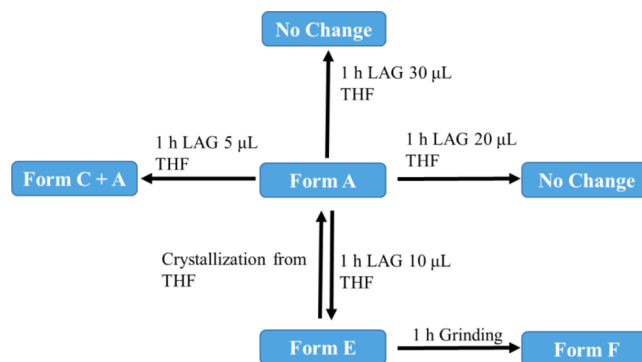 No Change
1 h LAG 30 µL
THF
1 h LAG 5 µL
THF
1 h LAG 20 µL
THF
Form C + A
Form A
No Change
Crystallization from
THF
1 h LAG 10 µL
THF
1 h Grinding
Form E
Form F